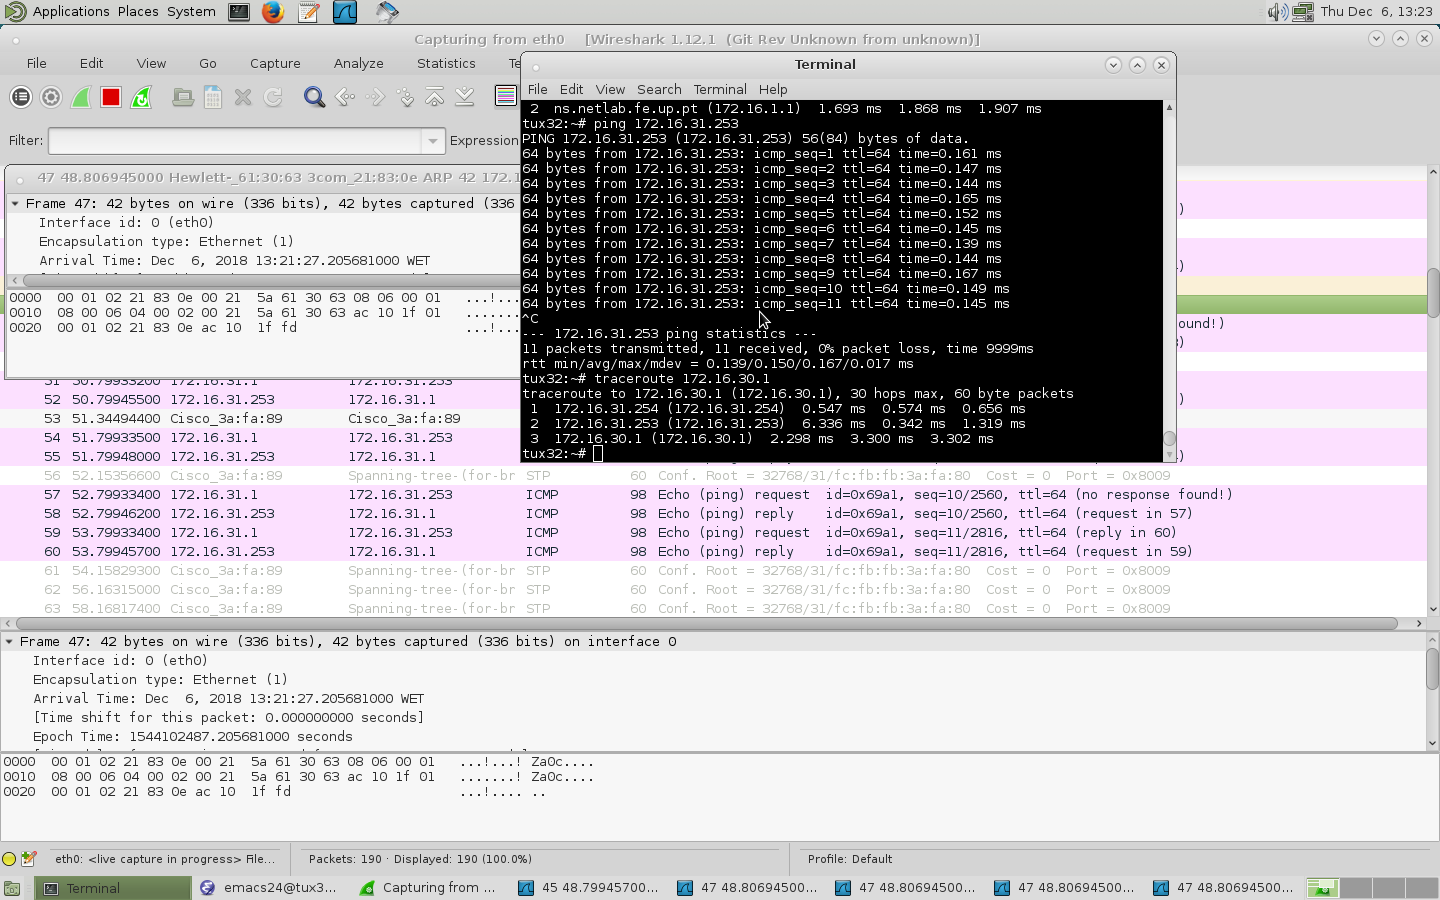 Applications Places System
Thu Dec 6, 13:23
Capturing from eth0 [Wireshark 1.12.1 (Git Rev Unknown from unknown)]
File Edit View Go Capture Analyze Statistics Te
Filter:
Expression
47 48.806945000 Hewlett-_61:30:63 3com_21:83:0e ARP 42 172.1
Frame 47: 42 bytes on wire (336 bits), 42 bytes captured (336
Interface id: 0 (eth0)
Encapsulation type: Ethernet (1)
Arrival Time: Dec 6, 2018 13:21:27.205681000 WET
0000 00 01 02 21 83 0e 00 21 5a 61 30 63 08 06 00 01 ...!...
0010 08 00 06 04 00 02 00 21 5a 61 30 63 ac 10 1f 01 .......
0020 00 01 02 21 83 0e ac 10 1f fd ...!...
Terminal
File Edit View Search Terminal Help
2 ns.netlab.fe.up.pt (172.16.1.1) 1.693 ms 1.868 ms 1.907 ms
tux32:~# ping 172.16.31.253
PING 172.16.31.253 (172.16.31.253) 56(84) bytes of data.
64 bytes from 172.16.31.253: icmp_seq=1 ttl=64 time=0.161 ms
64 bytes from 172.16.31.253: icmp_seq=2 ttl=64 time=0.147 ms
64 bytes from 172.16.31.253: icmp_seq=3 ttl=64 time=0.144 ms
64 bytes from 172.16.31.253: icmp_seq=4 ttl=64 time=0.165 ms
64 bytes from 172.16.31.253: icmp_seq=5 ttl=64 time=0.152 ms
64 bytes from 172.16.31.253: icmp_seq=6 ttl=64 time=0.145 ms
64 bytes from 172.16.31.253: icmp_seq=7 ttl=64 time=0.139 ms
64 bytes from 172.16.31.253: icmp_seq=8 ttl=64 time=0.144 ms
64 bytes from 172.16.31.253: icmp_seq=9 ttl=64 time=0.167 ms
64 bytes from 172.16.31.253: icmp_seq=10 ttl=64 time=0.149 ms
64 bytes from 172.16.31.253: icmp_seq=11 ttl=64 time=0.145 ms
^C
--- 172.16.31.253 ping statistics ---
11 packets transmitted, 11 received, 0% packet loss, time 9999ms
rtt min/avg/max/mdev = 0.139/0.150/0.167/0.017 ms
tux32:~# traceroute 172.16.30.1
traceroute to 172.16.30.1 (172.16.30.1), 30 hops max, 60 byte packets
1 172.16.31.254 (172.16.31.254) 0.547 ms 0.574 ms 0.656 ms
2 172.16.31.253 (172.16.31.253) 6.336 ms 0.342 ms 1.319 ms
3 172.16.30.1 (172.16.30.1) 2.298 ms 3.300 ms 3.302 ms
tux32:~#
)
)
ound!)
)
51 50.79933200 172.16.31.1 172.16.31.253
52 50.79945500 172.16.31.253 172.16.31.1 )
53 51.34494400 Cisco_3a:fa:89 Cisco_3a:fa:89
54 51.79933500 172.16.31.1 172.16.31.253
55 51.79948000 172.16.31.253 172.16.31.1 )
56 52.15356600 Cisco_3a:fa:89 Spanning-tree-(for-br STP 60 Conf. Root = 32768/31/fc:fb:fb:3a:fa:80 Cost = 0 Port = 0x8009
57 52.79933400 172.16.31.1 172.16.31.253 ICMP 98 Echo (ping) request id=0x69a1, seq=10/2560, ttl=64 (no response found!)
58 52.79946200 172.16.31.253 172.16.31.1 ICMP 98 Echo (ping) reply id=0x69a1, seq=10/2560, ttl=64 (request in 57)
59 53.79933400 172.16.31.1 172.16.31.253 ICMP 98 Echo (ping) request id=0x69a1, seq=11/2816, ttl=64 (reply in 60)
60 53.79945700 172.16.31.253 172.16.31.1 ICMP 98 Echo (ping) reply id=0x69a1, seq=11/2816, ttl=64 (request in 59)
61 54.15829300 Cisco_3a:fa:89 Spanning-tree-(for-br STP 60 Conf. Root = 32768/31/fc:fb:fb:3a:fa:80 Cost = 0 Port = 0x8009
62 56.16315000 Cisco_3a:fa:89 Spanning-tree-(for-br STP 60 Conf. Root = 32768/31/fc:fb:fb:3a:fa:80 Cost = 0 Port = 0x8009
63 58.16817400 Cisco_3a:fa:89 Spanning-tree-(for-br STP 60 Conf. Root = 32768/31/fc:fb:fb:3a:fa:80 Cost = 0 Port = 0x8009
Frame 47: 42 bytes on wire (336 bits), 42 bytes captured (336 bits) on interface 0
Interface id: 0 (eth0)
Encapsulation type: Ethernet (1)
Arrival Time: Dec 6, 2018 13:21:27.205681000 WET
[Time shift for this packet: 0.000000000 seconds]
Epoch Time: 1544102487.205681000 seconds
0000 00 01 02 21 83 0e 00 21 5a 61 30 63 08 06 00 01 ...!...! Za0c....
0010 08 00 06 04 00 02 00 21 5a 61 30 63 ac 10 1f 01 .......! Za0c....
0020 00 01 02 21 83 0e ac 10 1f fd ...!.... ..
eth0: <live capture in progress> File... Packets: 190 · Displayed: 190 (100.0%) Profile: Default
Terminal emacs24@tux3... Capturing from ... 45 48.79945700... 47 48.80694500... 47 48.80694500... 47 48.80694500... 47 48.80694500...